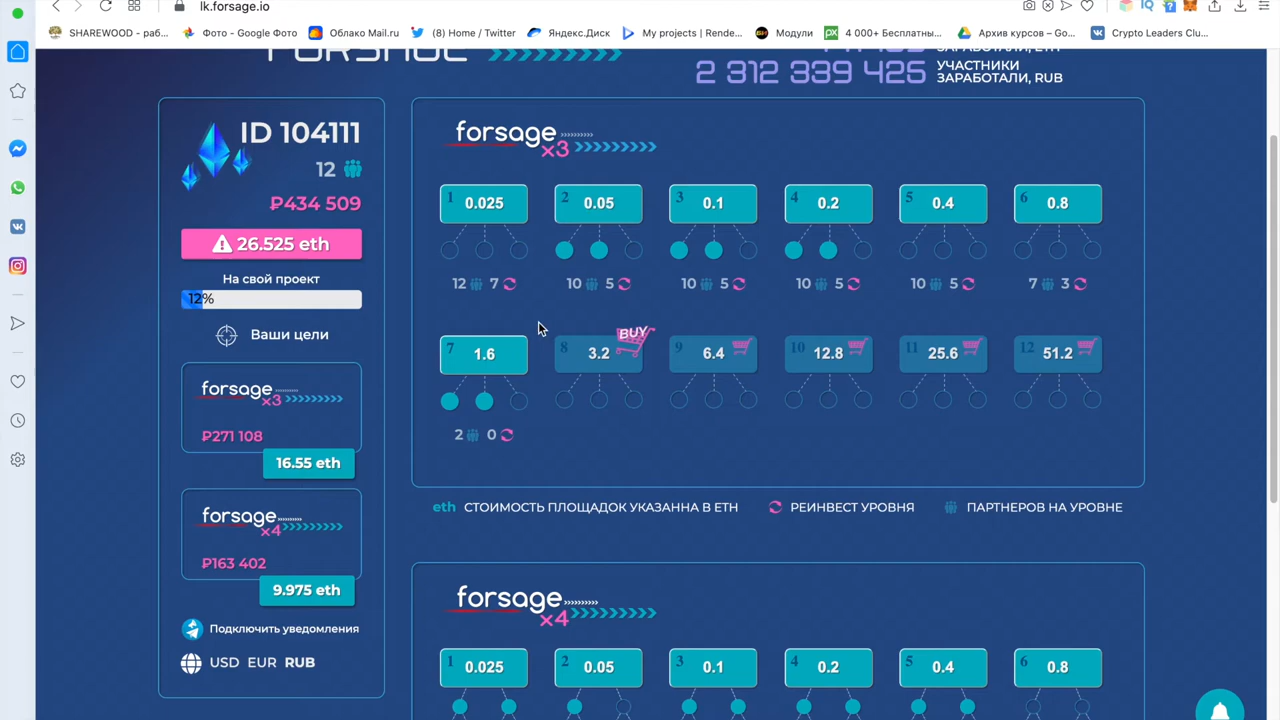 lk.forsage.io
SHAREWOOD - раб...
Фото - Google Фото
Облако Mail.ru
(8) Home / Twitter
Яндекс.Диск
My projects | Rende...
Модули
4 000+ Бесплатны...
Архив курсов – Go...
Crypto Leaders Clu...
ЗАРАБОТАЛИ, ETH
2 312 339 425
УЧАСТНИКИ
ЗАРАБОТАЛИ, RUB
ID 104111
12
₽434 509
26.525 eth
На свой проект
12%
Ваши цели
forsage
x3
₽271 108
16.55 eth
forsage
x4
₽163 402
9.975 eth
Подключить уведомления
USD EUR RUB
forsage
x3
1 0.025
2 0.05
3 0.1
4 0.2
5 0.4
6 0.8
12 7
10 5
10 5
10 5
10 5
7 3
7 1.6
8 3.2 BUY
9 6.4
10 12.8
11 25.6
12 51.2
2 0
eth СТОИМОСТЬ ПЛОЩАДОК УКАЗАННА В ETH
РЕИНВЕСТ УРОВНЯ
ПАРТНЕРОВ НА УРОВНЕ
forsage
x4
1 0.025
2 0.05
3 0.1
4 0.2
5 0.4
6 0.8